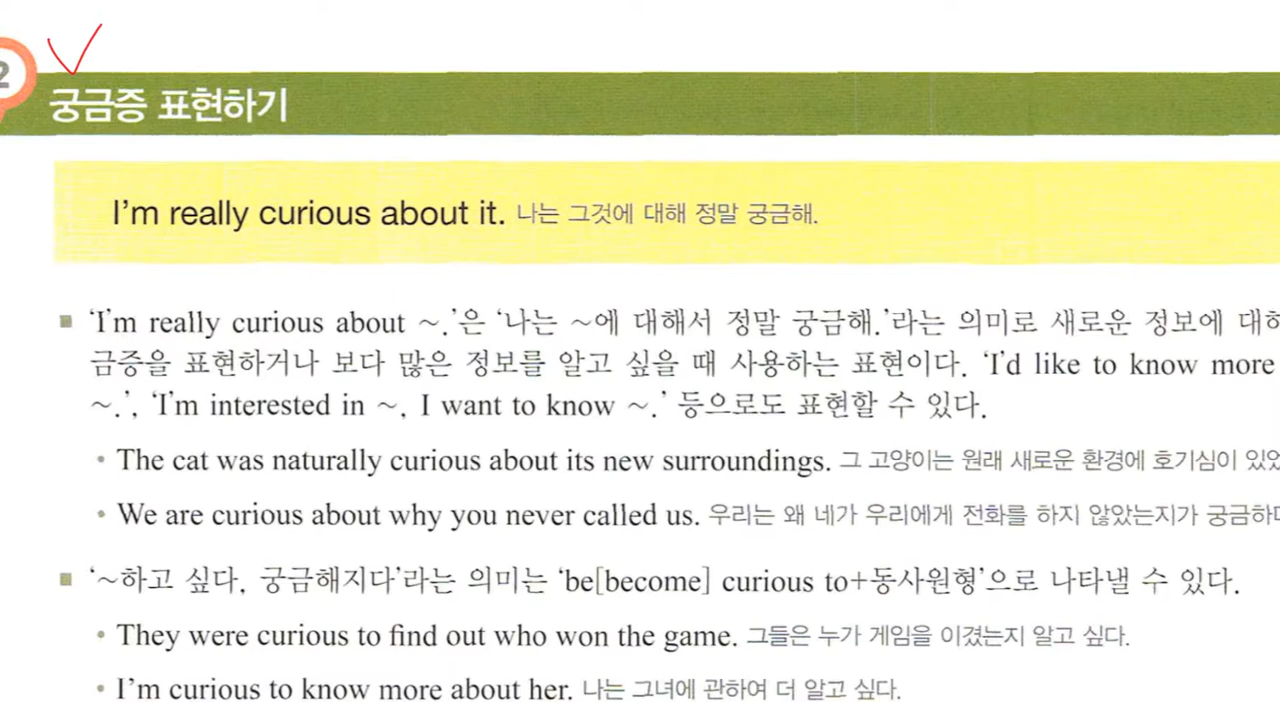 2
궁금증 표현하기
I'm really curious about it. 나는 그것에 대해 정말 궁금해.
‘I'm really curious about ~.’은 ‘나는 ~에 대해서 정말 궁금해.’라는 의미로 새로운 정보에
금증을 표현하거나 보다 많은 정보를 알고 싶을 때 사용하는 표현이다. ‘I'd like to know more
~.’, ‘I'm interested in ~, I want to know ~.’ 등으로도 표현할 수 있다.
• The cat was naturally curious about its new surroundings. 그 고양이는 원래 새로운 환경에 호기심이
• We are curious about why you never called us. 우리는 왜 네가 우리에게 전화를 하지 않았는지가
‘~하고 싶다, 궁금해지다’라는 의미는 ‘be[become] curious to+동사원형’으로 나타낼 수 있다.
• They were curious to find out who won the game. 그들은 누가 게임을 이겼는지 알고 싶다.
• I'm curious to know more about her. 나는 그녀에 관하여 더 알고 싶다.